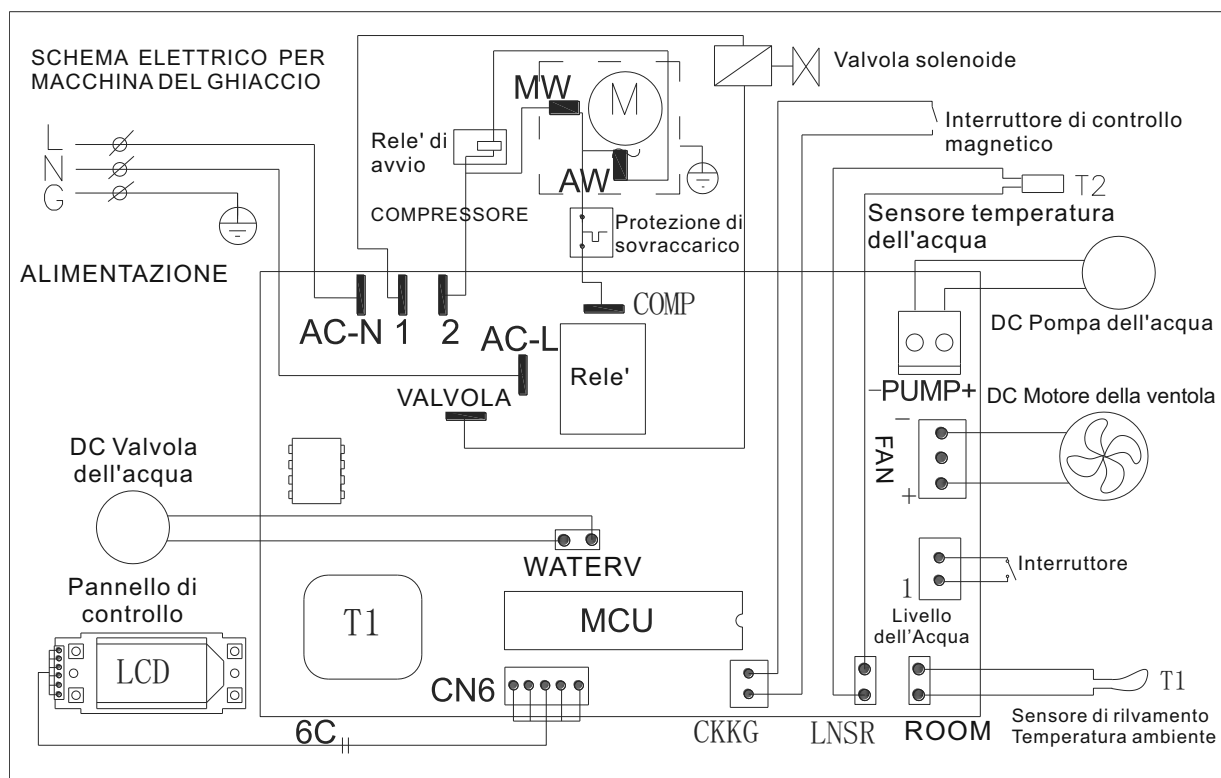 SCHEMA ELETTRICO PER
MACCHINA DEL GHIACCIO
L
N
G
ALIMENTAZIONE
Rele' di
avvio
COMPRESSORE
MW
M
AW
Protezione di
sovraccarico
Valvola solenoide
Interruttore di controllo
magnetico
T2
Sensore temperatura
dell'acqua
DC Pompa dell'acqua
AC-N
1
2
AC-L
COMP
Rele'
VALVOLA
−PUMP+
DC Motore della ventola
−
FAN
+
DC Valvola
dell'acqua
WATERV
Interruttore
1
Livello
dell'Acqua
Pannello di
controllo
LCD
T1
MCU
CN6
6C
CKKG
LNSR
ROOM
T1
Sensore di rilvamento
Temperatura ambiente